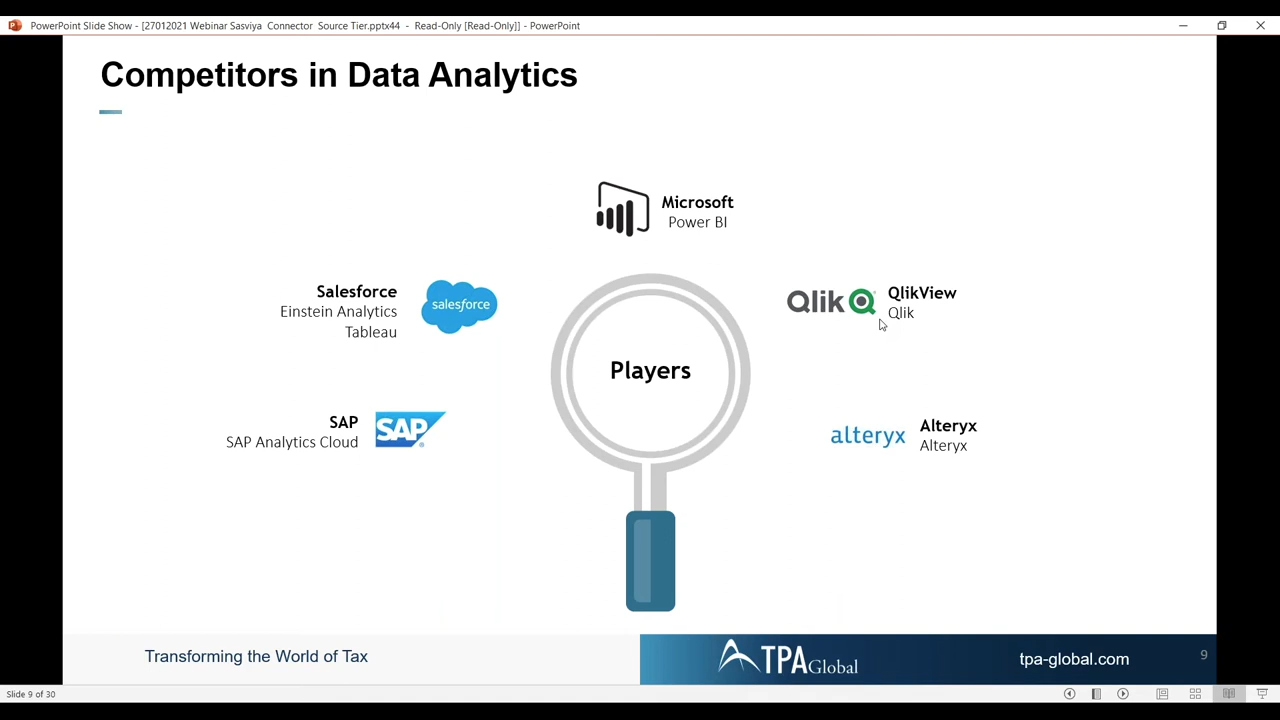 PowerPoint Slide Show - [27012021 Webinar Sasviya Connector Source Tier.pptx44 - Read-Only [Read-Only]] - PowerPoint
Competitors in Data Analytics
Microsoft
Power BI
Salesforce
Einstein Analytics
Tableau
salesforce
Qlik
QlikView
Qlik
Players
SAP
SAP Analytics Cloud
SAP
alteryx
Alteryx
Alteryx
Transforming the World of Tax
TPA Global
tpa-global.com
9
Slide 9 of 30